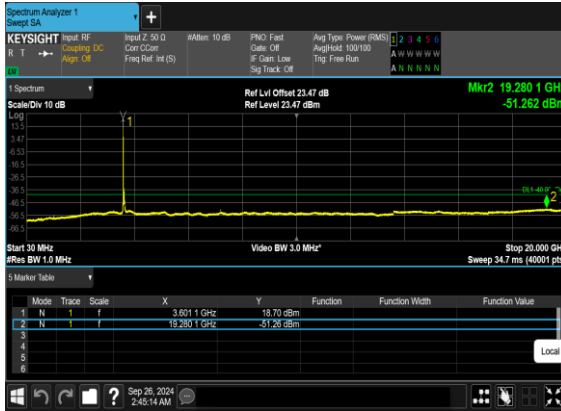 Spectrum Analyzer 1
Swept SA
+
KEYSIGHT Input: RF Input Z: 50 Ω #Atten: 10 dB PNO: Fast Avg Type: Power (RMS) 1 2 3 4 5 6
R T Coupling: DC Corr CCorr Gate: Off Avg|Hold: 100/100 A W W W W W
Align: Off Freq Ref: Int (S) IF Gain: Low Trig: Free Run
Sig Track: Off A N N N N N
1 Spectrum Ref Lvl Offset 23.47 dB Mkr2 19.280 1 GH
Scale/Div 10 dB Ref Level 23.47 dBm -51.262 dBm
Log
13.5
3.47
-6.53
-16.5
-26.5
-36.5
-46.5
-56.5
-66.5
1
2
Start 30 MHz Video BW 3.0 MHz* Stop 20.000 GH
#Res BW 1.0 MHz Sweep 34.7 ms (40001 pts
5 Marker Table
Mode Trace Scale X Y Function Function Width Function Value
1 N 1 f 3.601 1 GHz 18.70 dBm
2 N 1 f 19.280 1 GHz -51.26 dBm
3
4
5
6
Local
?
Sep 26, 2024
2:45:14 AM